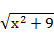 √(x² + 9)